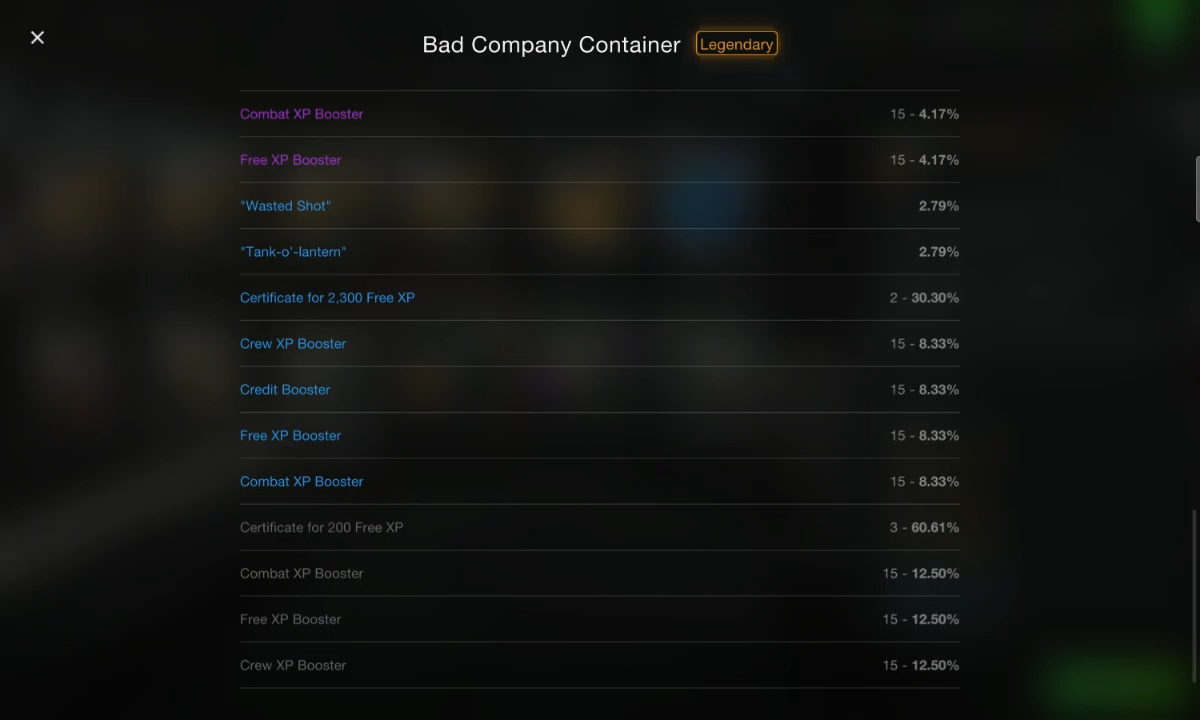 Bad Company Container Legendary
Combat XP Booster 15 - 4.17%
Free XP Booster 15 - 4.17%
"Wasted Shot" 2.79%
"Tank-o'-lantern" 2.79%
Certificate for 2,300 Free XP 2 - 30.30%
Crew XP Booster 15 - 8.33%
Credit Booster 15 - 8.33%
Free XP Booster 15 - 8.33%
Combat XP Booster 15 - 8.33%
Certificate for 200 Free XP 3 - 60.61%
Combat XP Booster 15 - 12.50%
Free XP Booster 15 - 12.50%
Crew XP Booster 15 - 12.50%